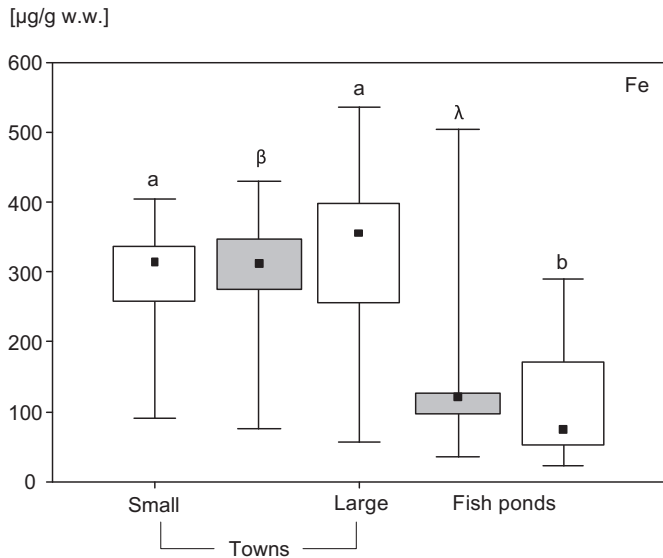 [µg/g w.w.]
600
Fe
500
a
λ
β
a
400
b
300
200
100
0
Small
Large
Fish ponds
Towns